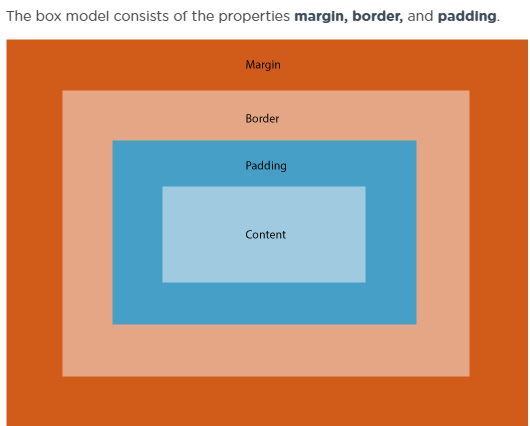 The box model consists of the properties margin, border, and padding.
Margin
Border
Padding
Content